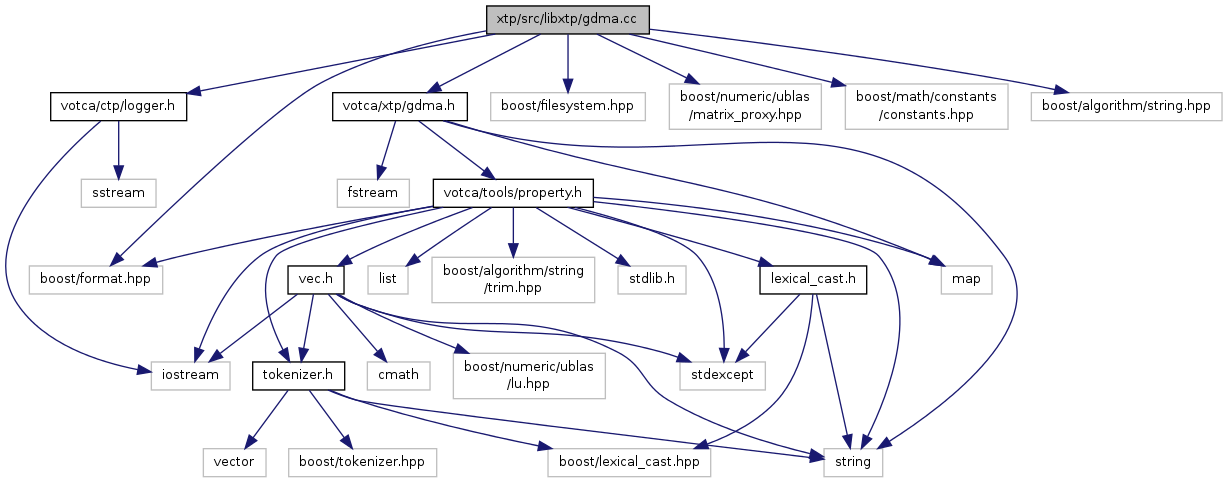 xtp/src/libxtp/gdma.cc
votca/ctp/logger.h
votca/xtp/gdma.h
boost/filesystem.hpp
boost/numeric/ublas
/matrix_proxy.hpp
boost/math/constants
/constants.hpp
boost/algorithm/string.hpp
sstream
fstream
votca/tools/property.h
boost/format.hpp
vec.h
list
boost/algorithm/string
/trim.hpp
stdlib.h
lexical_cast.h
map
iostream
tokenizer.h
cmath
boost/numeric/ublas
/lu.hpp
stdexcept
vector
boost/tokenizer.hpp
boost/lexical_cast.hpp
string